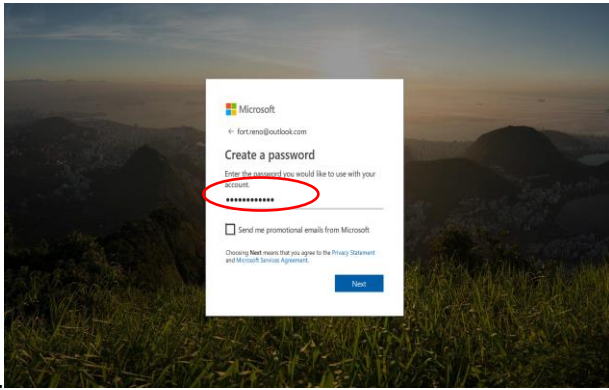 Microsoft
← fort.reno@outlook.com
Create a password
Enter the password you would like to use with your
account.
••••••••••••
Send me promotional emails from Microsoft
Choosing Next means that you agree to the Privacy Statement
and Microsoft Services Agreement.
Next